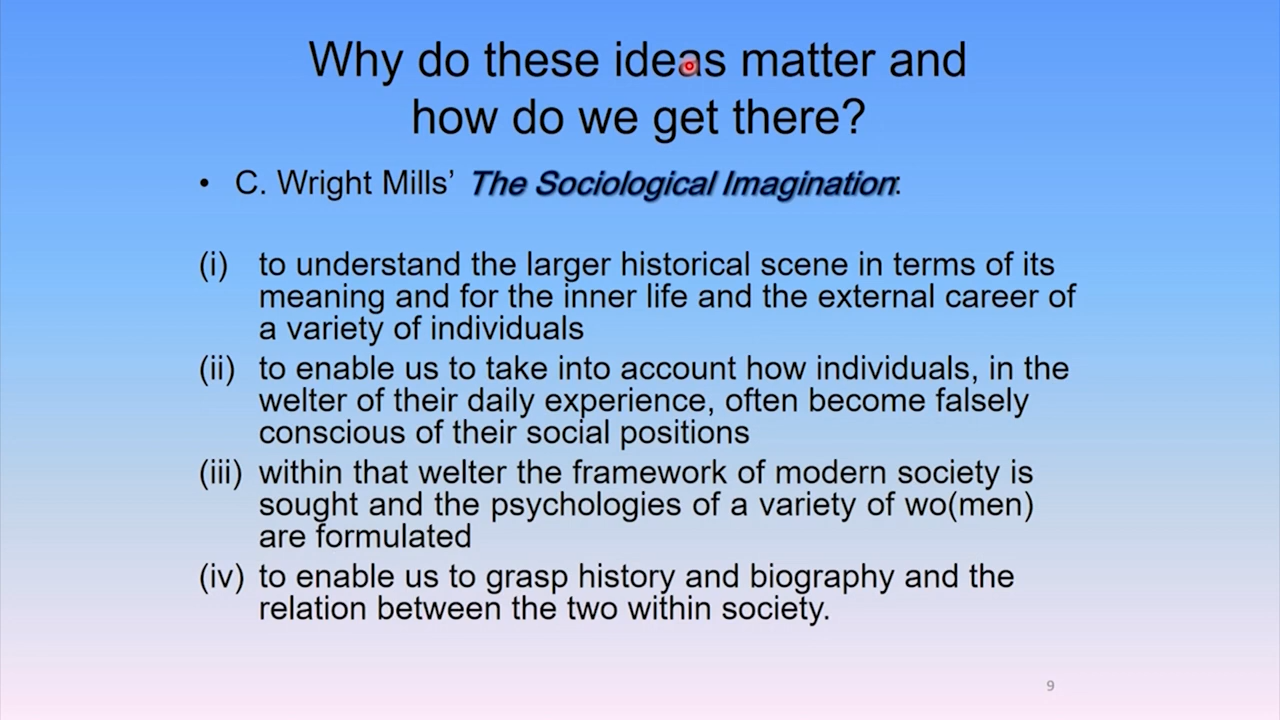 Why do these ideas matter and
how do we get there?
• C. Wright Mills’ The Sociological Imagination:
(i) to understand the larger historical scene in terms of its
meaning and for the inner life and the external career of
a variety of individuals
(ii) to enable us to take into account how individuals, in the
welter of their daily experience, often become falsely
conscious of their social positions
(iii) within that welter the framework of modern society is
sought and the psychologies of a variety of wo(men)
are formulated
(iv) to enable us to grasp history and biography and the
relation between the two within society.
9